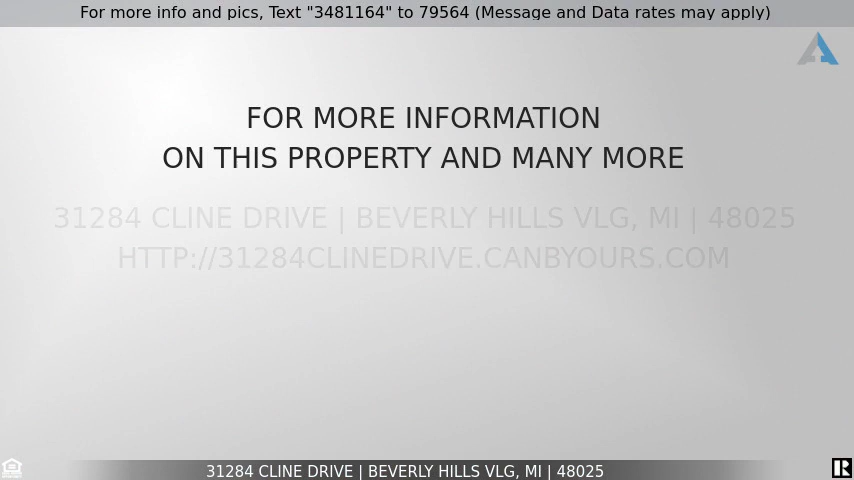 For more info and pics, Text "3481164" to 79564 (Message and Data rates may apply)
FOR MORE INFORMATION
ON THIS PROPERTY AND MANY MORE
31284 CLINE DRIVE | BEVERLY HILLS VLG, MI | 48025
HTTP://31284CLINEDRIVE.CANBYOURS.COM
31284 CLINE DRIVE | BEVERLY HILLS VLG, MI | 48025